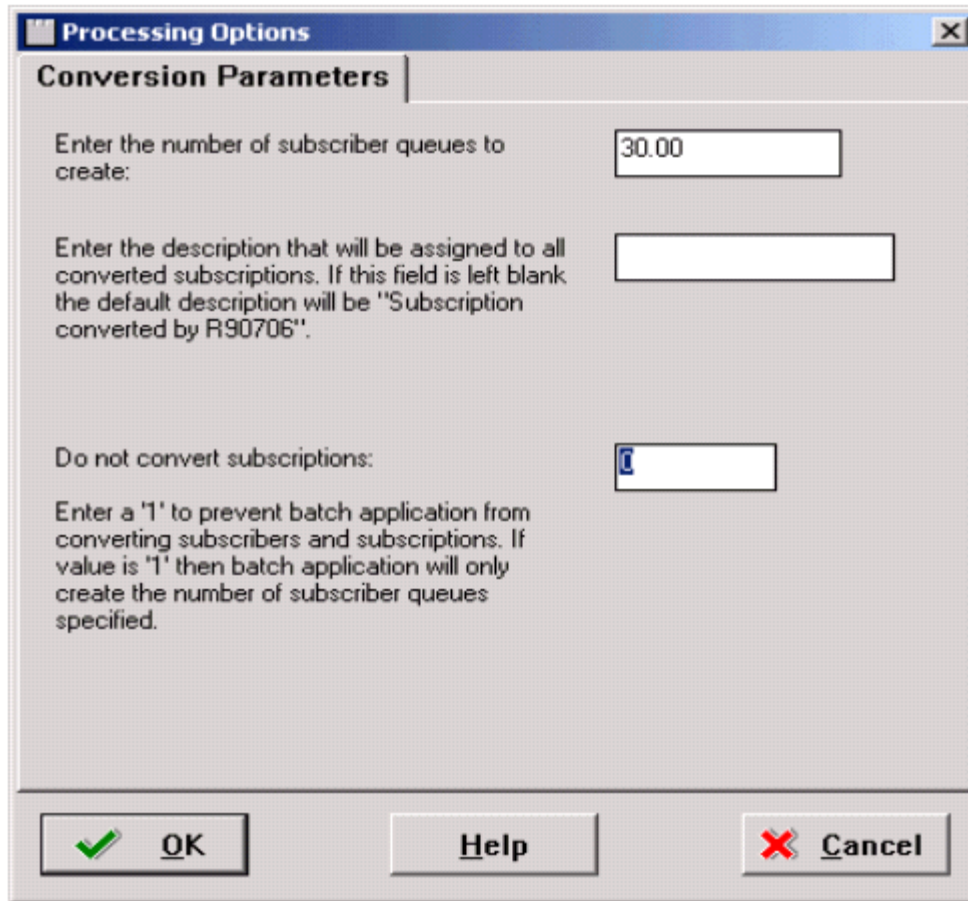 Processing Options
Conversion Parameters
Enter the number of subscriber queues to
create:
30.00
Enter the description that will be assigned to all
converted subscriptions. If this field is left blank
the default description will be "Subscription
converted by R90706".
Do not convert subscriptions:
0
Enter a '1' to prevent batch application from
converting subscribers and subscriptions. If
value is '1' then batch application will only
create the number of subscriber queues
specified.
OK
Help
Cancel